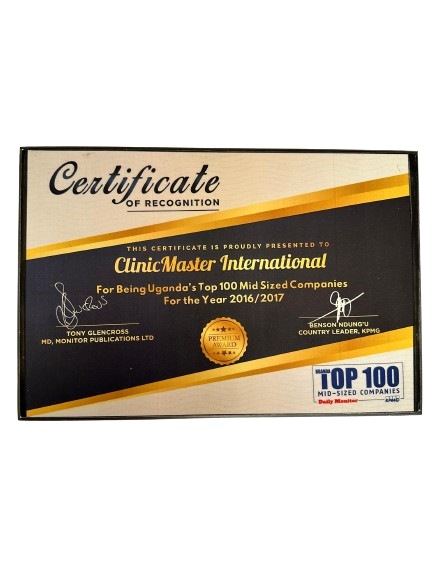 Certificate
OF RECOGNITION
THIS CERTIFICATE IS PROUDLY PRESENTED TO
ClinicMaster International
For Being Uganda's Top 100 Mid Sized Companies
For the Year 2016/2017
TONY GLENCROSS
MD, MONITOR PUBLICATIONS LTD
PREMIUM
AWARD
BENSON NDUNG'U
COUNTRY LEADER, KPMG
UGANDA
TOP 100
MID-SIZED COMPANIES
Daily Monitor
KPMG